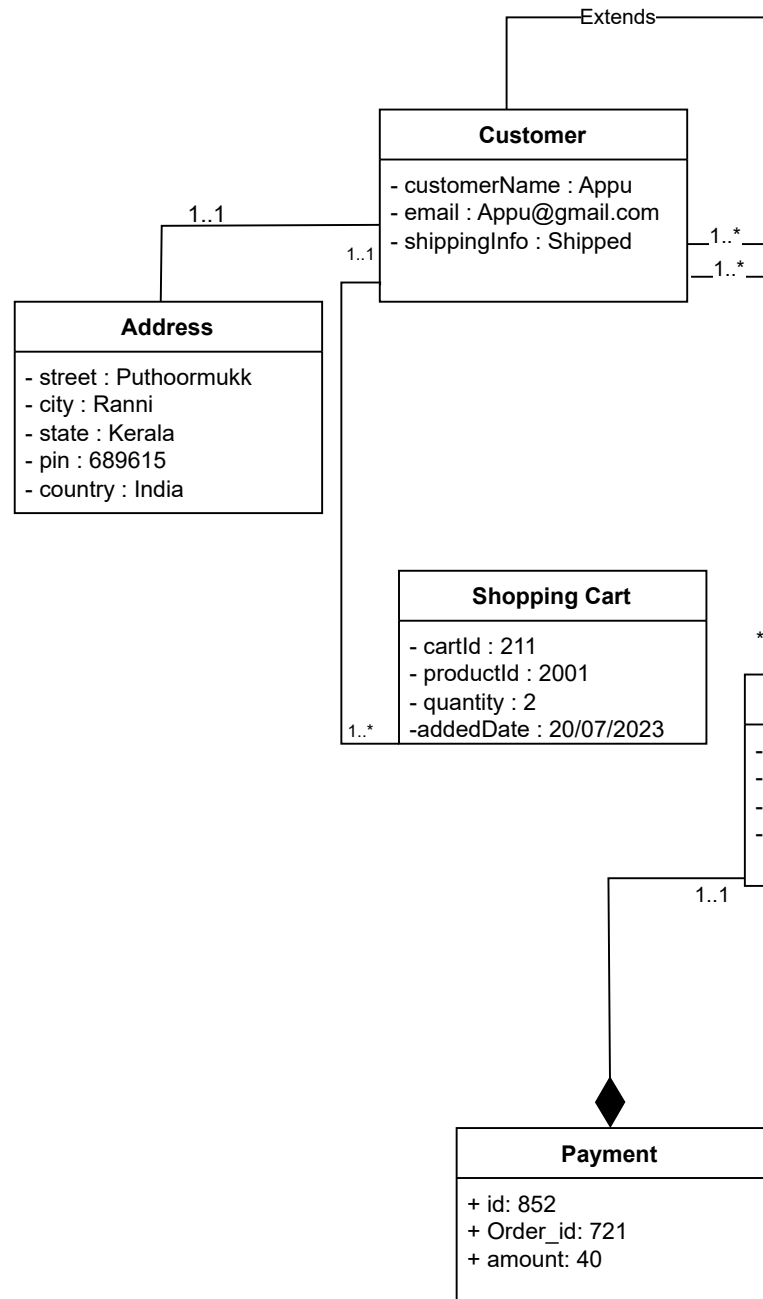 Extends
Customer
- customerName : Appu
- email : Appu@gmail.com
- shippingInfo : Shipped
1..1
1..1
1..*
1..*
Address
- street : Puthoormukk
- city : Ranni
- state : Kerala
- pin : 689615
- country : India
Shopping Cart
- cartId : 211
- productId : 2001
- quantity : 2
-addedDate : 20/07/2023
1..*
*
-
-
-
-
1..1
Payment
+ id: 852
+ Order_id: 721
+ amount: 40